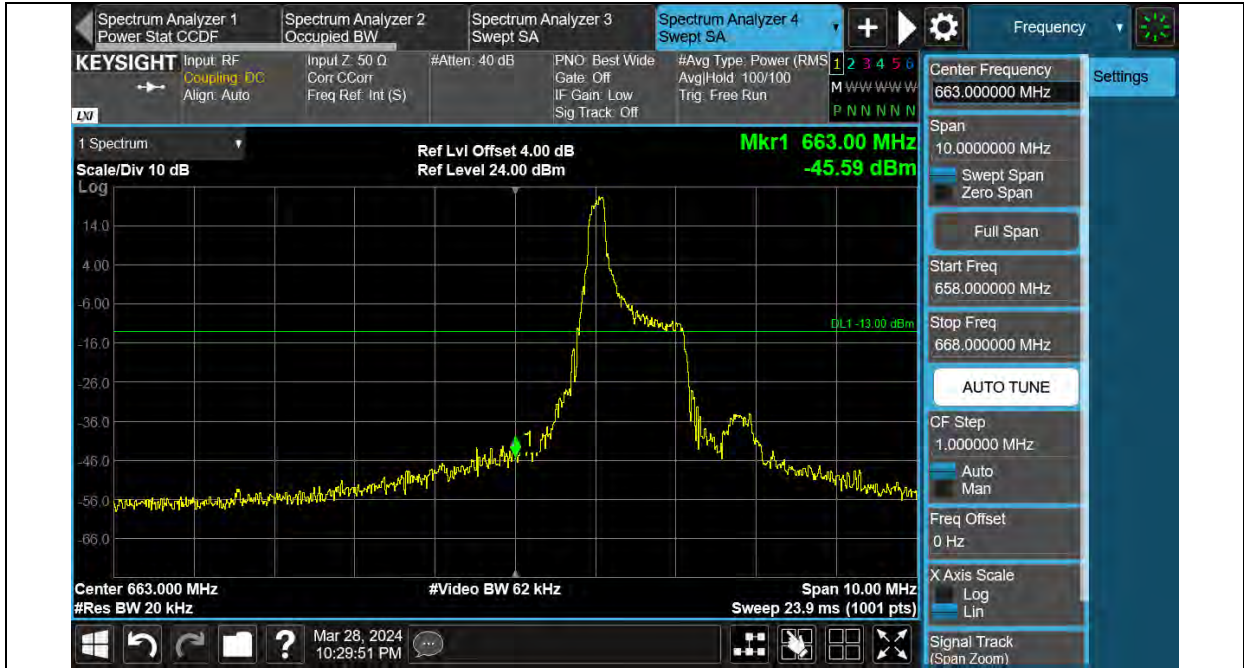 Spectrum Analyzer 1
Power Stat CCDF
Spectrum Analyzer 2
Occupied BW
Spectrum Analyzer 3
Swept SA
Spectrum Analyzer 4
Swept SA
+
Frequency
KEYSIGHT
LXI
Input: RF
Coupling: DC
Align: Auto
Input Z: 50 Ω
Corr CCorr
Freq Ref: Int (S)
#Atten: 40 dB
PNO: Best Wide
Gate: Off
IF Gain: Low
Sig Track: Off
#Avg Type: Power (RMS
Avg|Hold: 100/100
Trig: Free Run
1 2 3 4 5 6
M W W W W W
P N N N N N
Settings
1 Spectrum
Scale/Div 10 dB
Ref Lvl Offset 4.00 dB
Ref Level 24.00 dBm
Mkr1 663.00 MHz
-45.59 dBm
Log
14.0
4.00
-6.00
-16.0
-26.0
-36.0
-46.0
-56.0
-66.0
DL1 -13.00 dBm
1
Center 663.000 MHz
#Res BW 20 kHz
#Video BW 62 kHz
Span 10.00 MHz
Sweep 23.9 ms (1001 pts)
Center Frequency
663.000000 MHz
Span
10.0000000 MHz
Swept Span
Zero Span
Full Span
Start Freq
658.000000 MHz
Stop Freq
668.000000 MHz
AUTO TUNE
CF Step
1.000000 MHz
Auto
Man
Freq Offset
0 Hz
X Axis Scale
Log
Lin
Signal Track
(Span Zoom)
?
Mar 28, 2024
10:29:51 PM